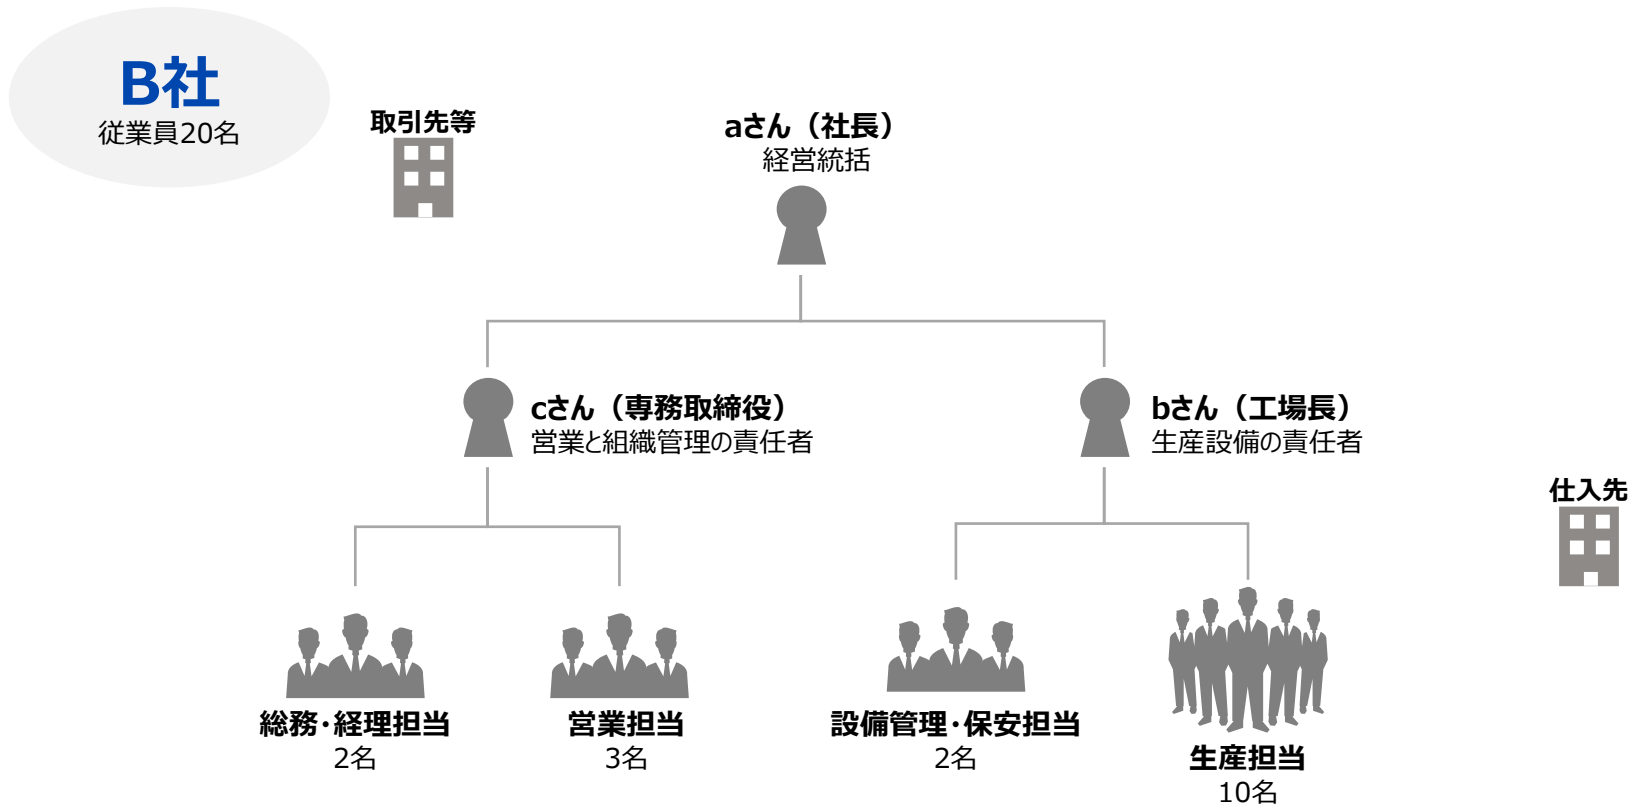 B社
従業員20名
取引先等
aさん（社長）
経営統括
cさん（専務取締役）
営業と組織管理の責任者
bさん（工場長）
生産設備の責任者
仕入先
総務・経理担当
2名
営業担当
3名
設備管理・保安担当
2名
生産担当
10名